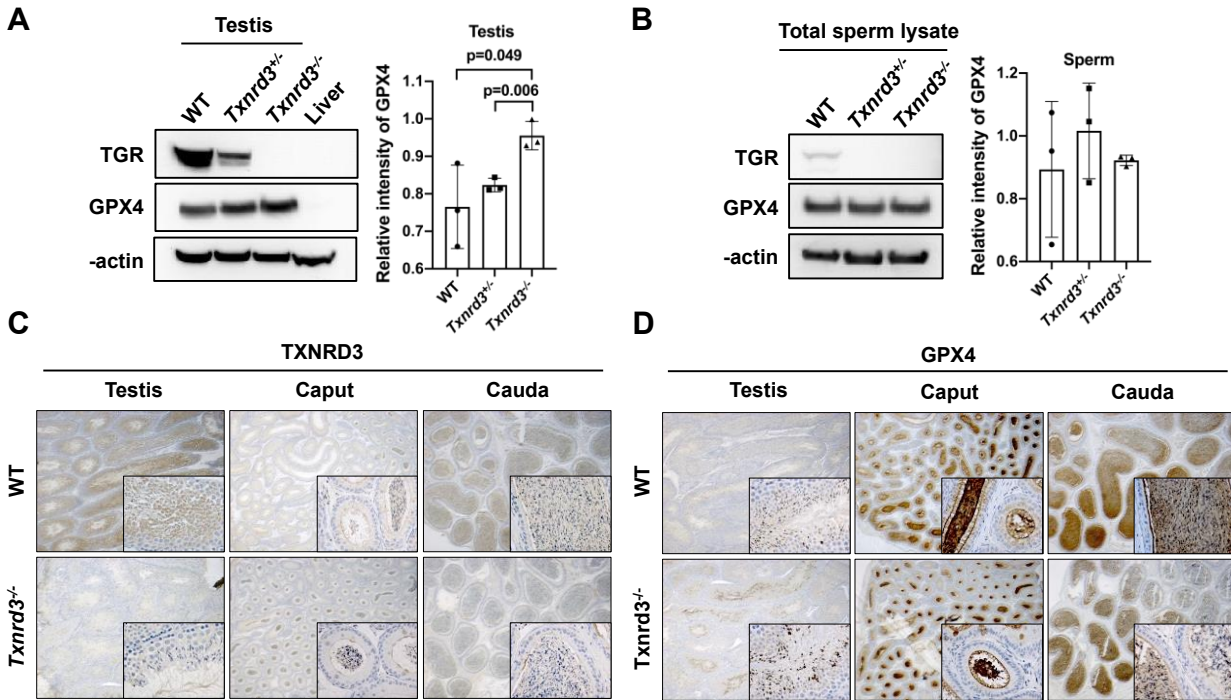 A
Testis
WT
Txnrd3+/-
Txnrd3-/-
Liver
TGR
GPX4
-actin
Testis
p=0.049
p=0.006
Relative intensity of GPX4
1.1
1.0
0.9
0.8
0.7
0.6
WT
Txnrd3+/-
Txnrd3-/-
B
Total sperm lysate
WT
Txnrd3+/-
Txnrd3-/-
TGR
GPX4
-actin
Sperm
Relative intensity of GPX4
1.2
1.0
0.8
0.6
WT
Txnrd3+/-
Txnrd3-/-
C
TXNRD3
Testis
Caput
Cauda
WT
Txnrd3-/-
D
GPX4
Testis
Caput
Cauda
WT
Txnrd3-/-